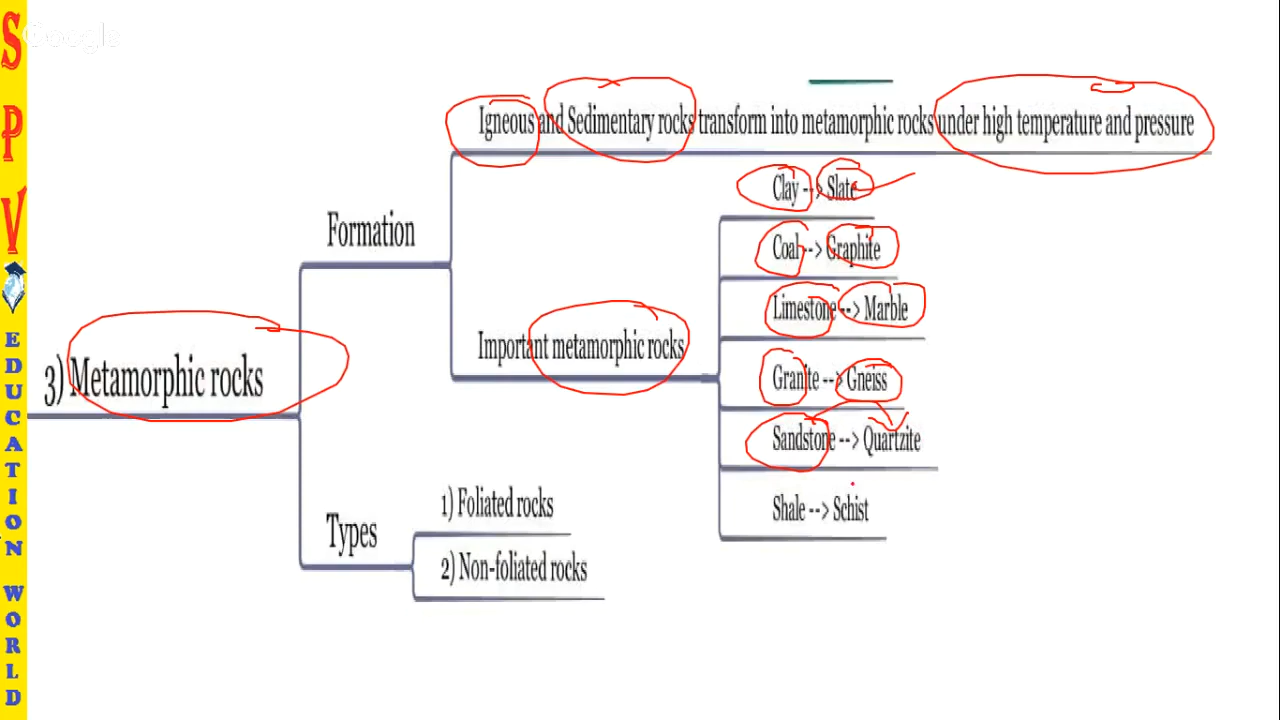 SPV
EDUCATION WORLD
Google
Igneous and Sedimentary rocks transform into metamorphic rocks under high temperature and pressure
Clay --> Slate
Formation
Coal --> Graphite
Limestone --> Marble
Important metamorphic rocks
3) Metamorphic rocks
Granite --> Gneiss
Sandstone --> Quartzite
1) Foliated rocks
Shale --> Schist
Types
2) Non-foliated rocks